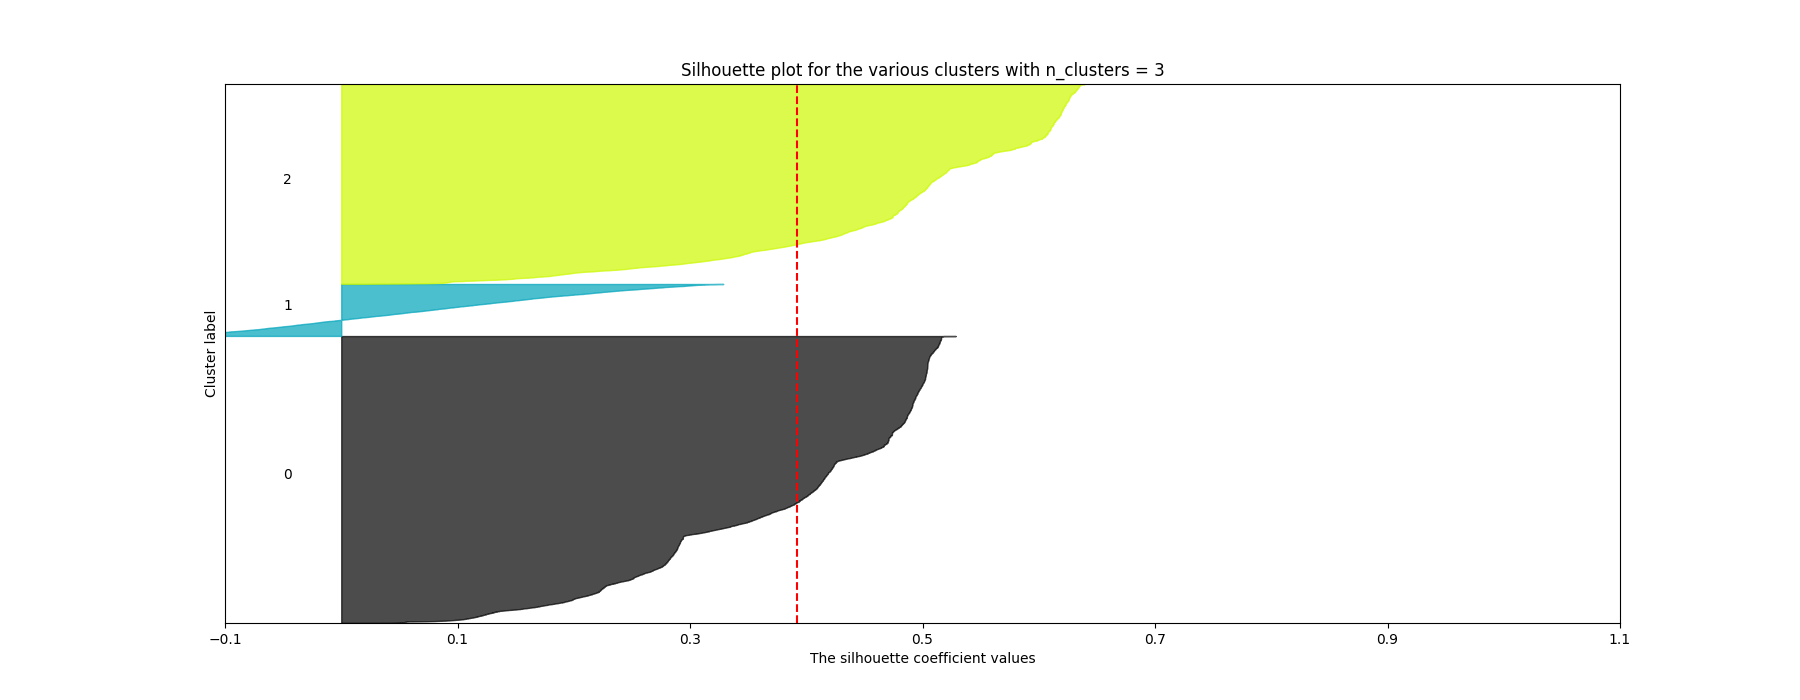 Silhouette plot for the various clusters with n_clusters = 3
2
1
0
Cluster label
−0.1 0.1 0.3 0.5 0.7 0.9 1.1
The silhouette coefficient values